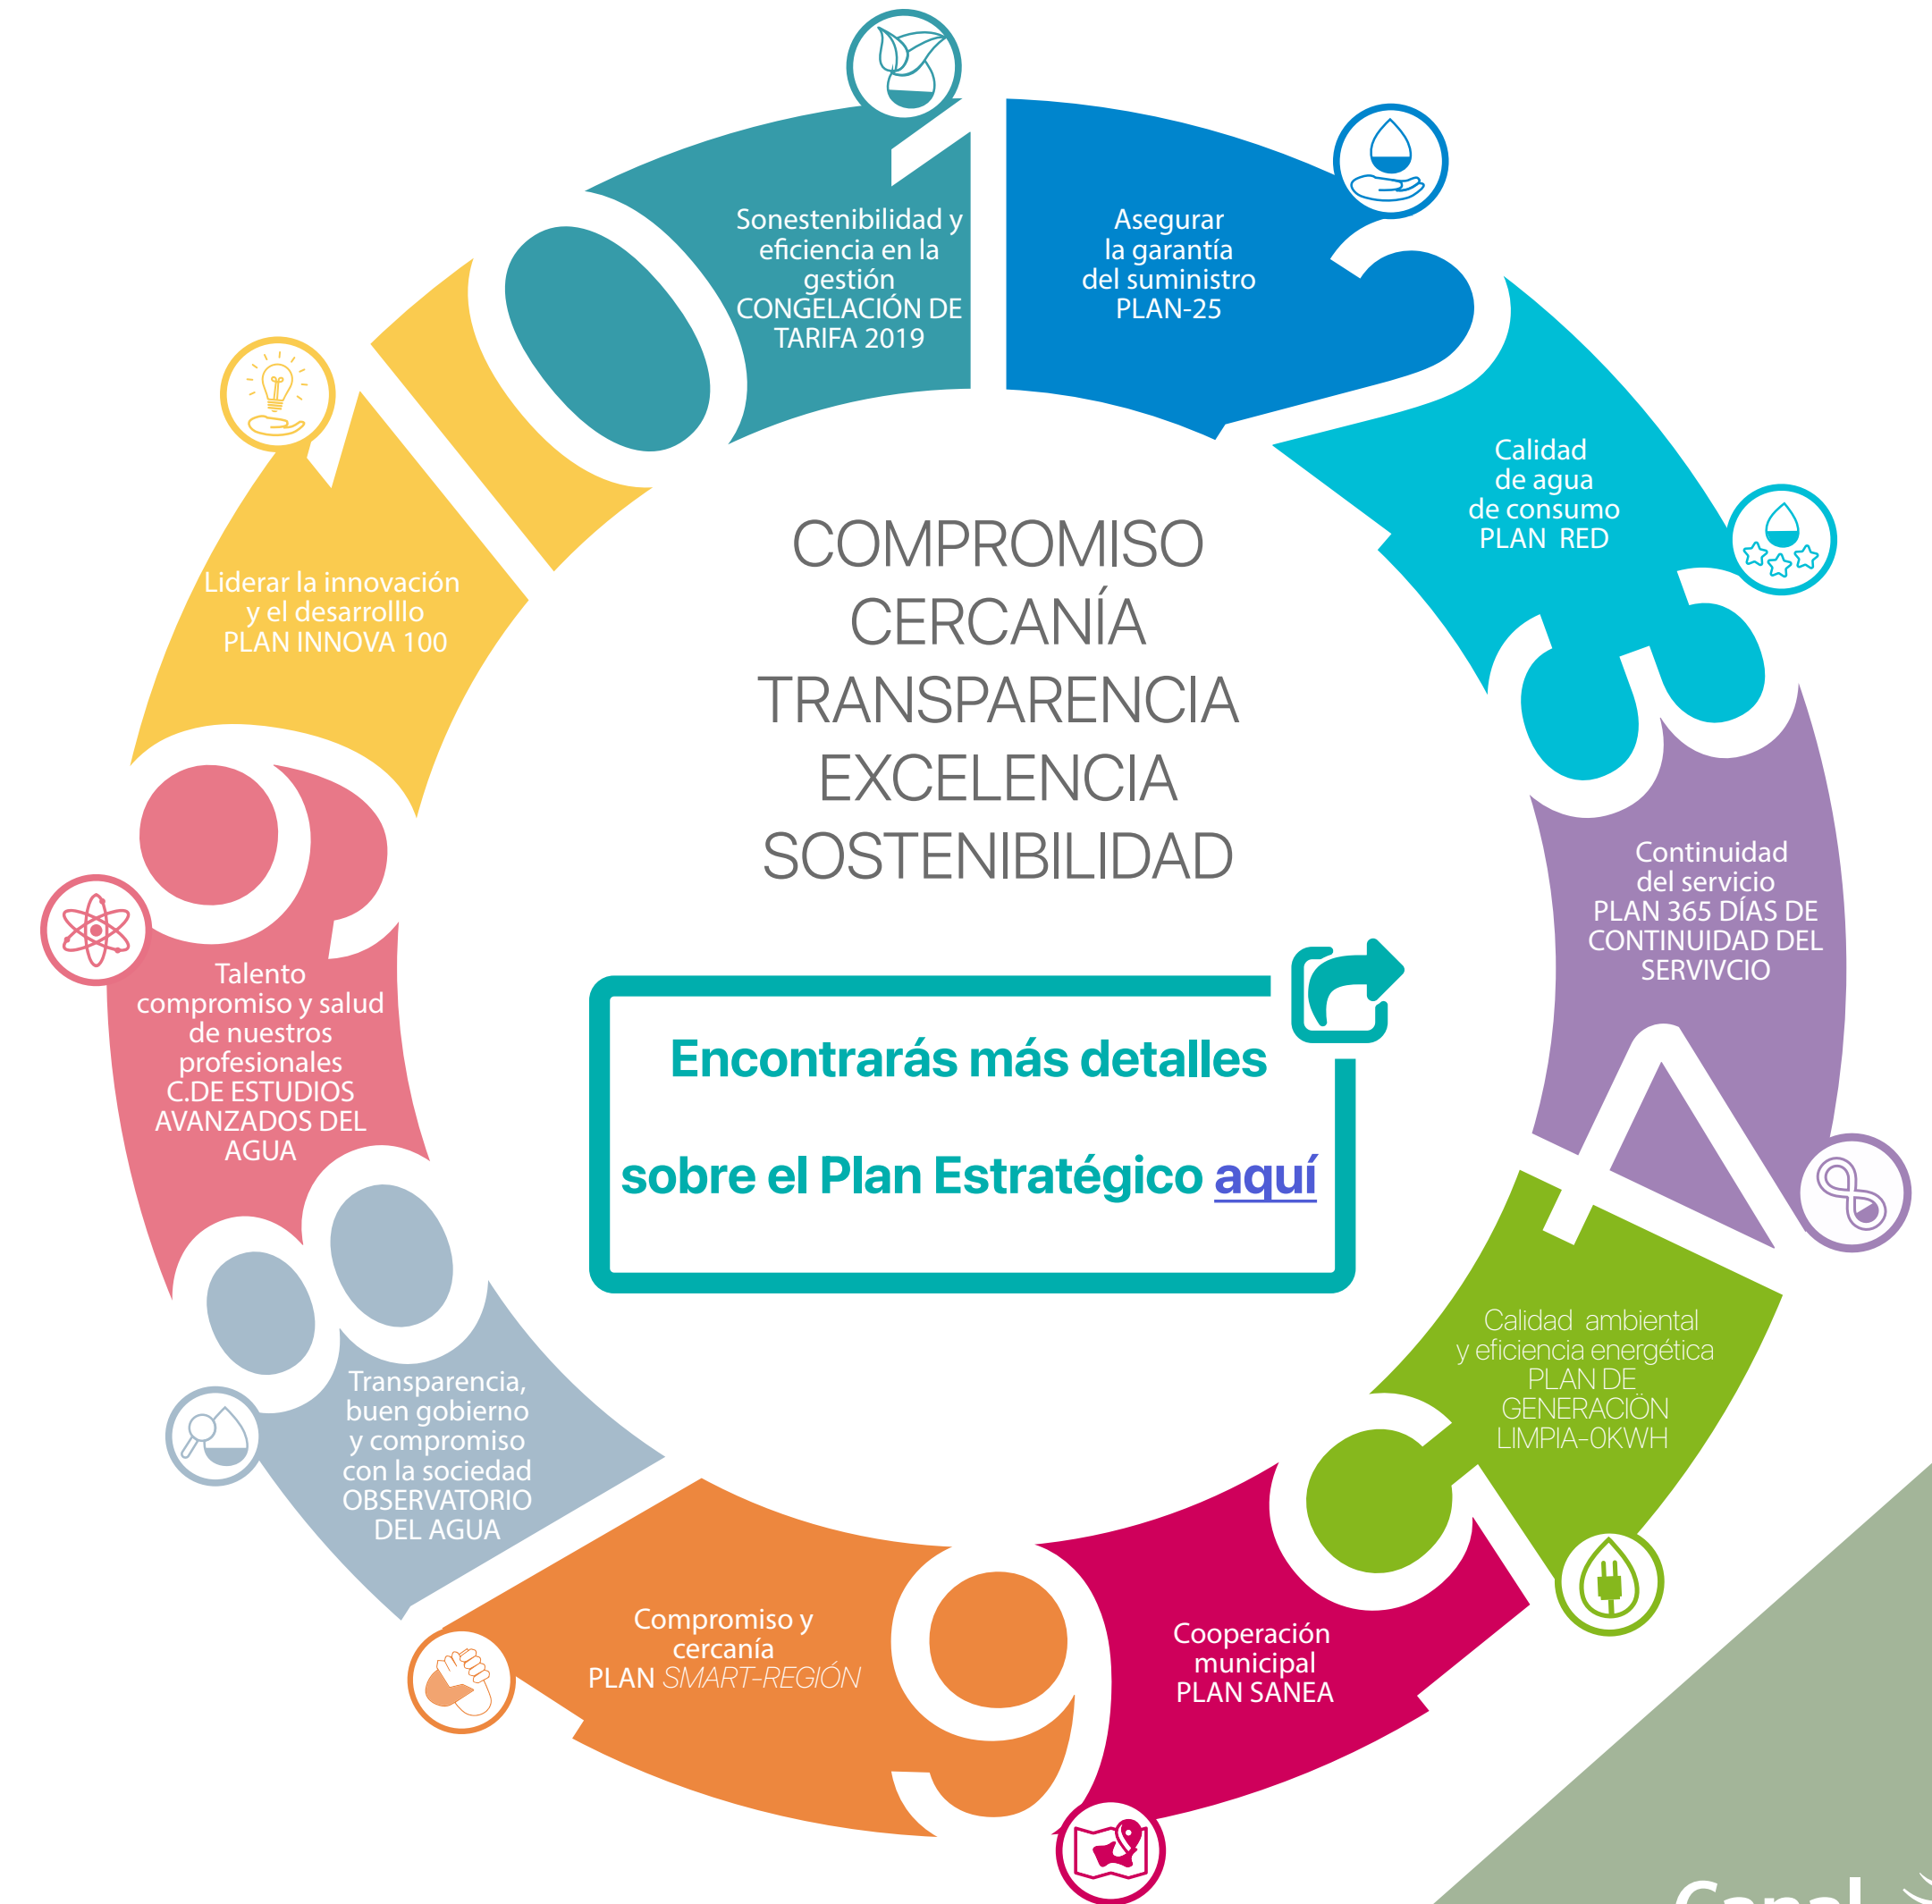 Sonestenibilidad y
eficiencia en la
gestión
CONGELACIÓN DE
TARIFA 2019
Asegurar
la garantía
del suministro
PLAN-25
Calidad
de agua
de consumo
PLAN RED
Continuidad
del servicio
PLAN 365 DÍAS DE
CONTINUIDAD DEL
SERVIVCIO
Calidad ambiental
y eficiencia energética
PLAN DE
GENERACIÖN
LIMPIA-0KWH
Cooperación
municipal
PLAN SANEA
Compromiso y
cercanía
PLAN SMART-REGIÓN
Transparencia,
buen gobierno
y compromiso
con la sociedad
OBSERVATORIO
DEL AGUA
Talento
compromiso y salud
de nuestros
profesionales
C.DE ESTUDIOS
AVANZADOS DEL
AGUA
Liderar la innovación
y el desarrolllo
PLAN INNOVA 100
COMPROMISO
CERCANÍA
TRANSPARENCIA
EXCELENCIA
SOSTENIBILIDAD
Encontrarás más detalles
sobre el Plan Estratégico aquí
Canal